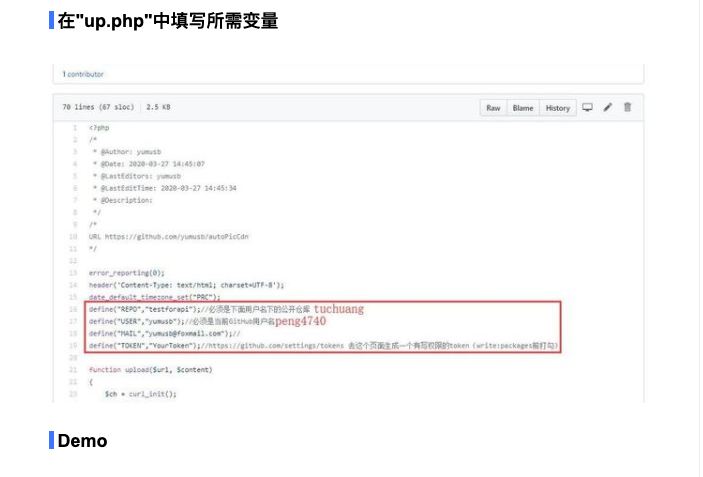 在"up.php"中填写所需变量
1 contributor
70 lines (67 sloc) 2.5 KB Raw Blame History
1 <?php
2 /*
3 * @Author: yumusb
4 * @Date: 2020-03-27 14:45:07
5 * @LastEditors: yumusb
6 * @LastEditTime: 2020-03-27 14:45:34
7 * @Description:
8 */
9 /*
10 URL https://github.com/yumusb/autoPicCdn
11 */
12
13 error_reporting(0);
14 header('Content-Type: text/html; charset=UTF-8');
15 date_default_timezone_set("PRC");
16 define("REPO","testforapi");//必须是下面用户名下的公开仓库 tuchuang
17 define("USER","yumusb");//必须是当前GitHub用户名peng4740
18 define("MAIL","yumusb@foxmail.com");//
19 define("TOKEN","YourToken");//https://github.com/settings/tokens 去这个页面生成一个有写权限的token（write:packages前打勾）
20
21 function upload($url, $content)
22 {
23 $ch = curl_init();
Demo